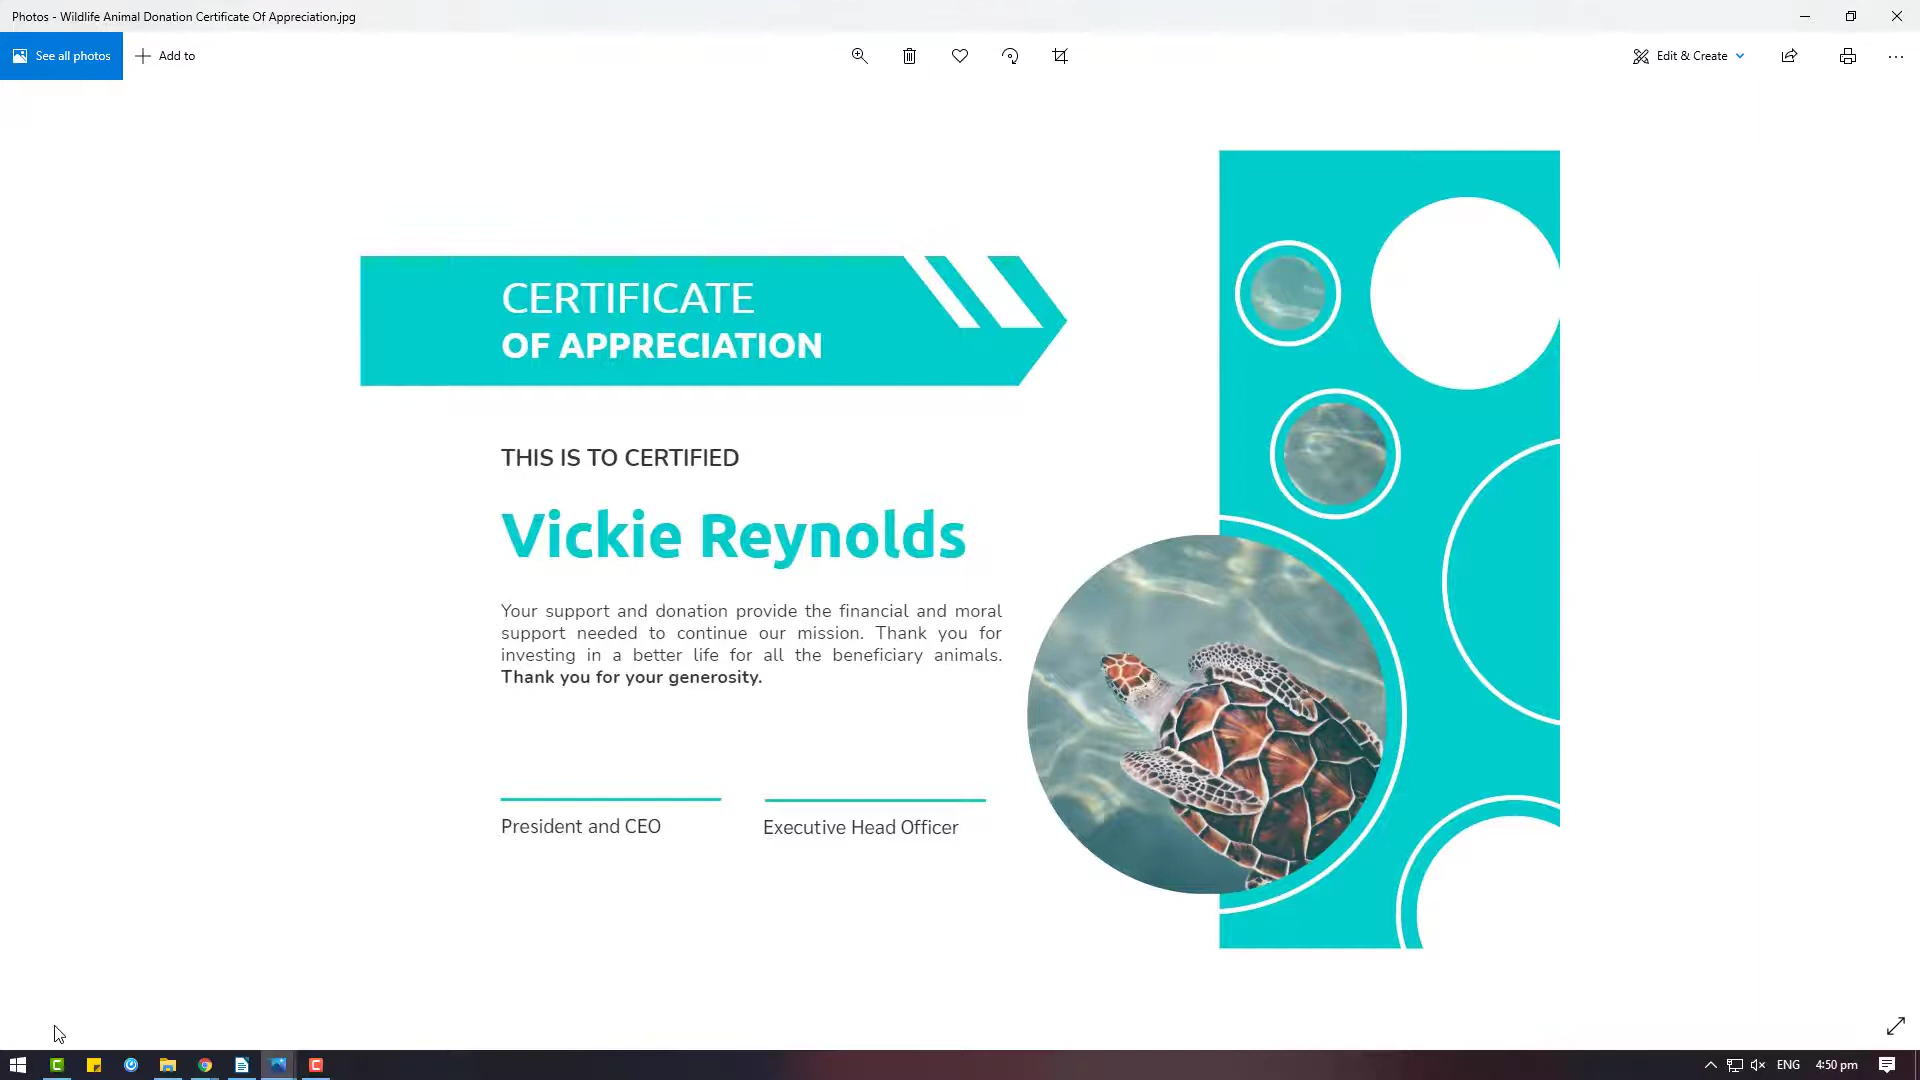 Photos - Wildlife Animal Donation Certificate Of Appreciation.jpg
See all photos
Add to
Edit & Create
CERTIFICATE
OF APPRECIATION
THIS IS TO CERTIFIED
Vickie Reynolds
Your support and donation provide the financial and moral
support needed to continue our mission. Thank you for
investing in a better life for all the beneficiary animals.
Thank you for your generosity.
President and CEO
Executive Head Officer
ENG
4:50 pm